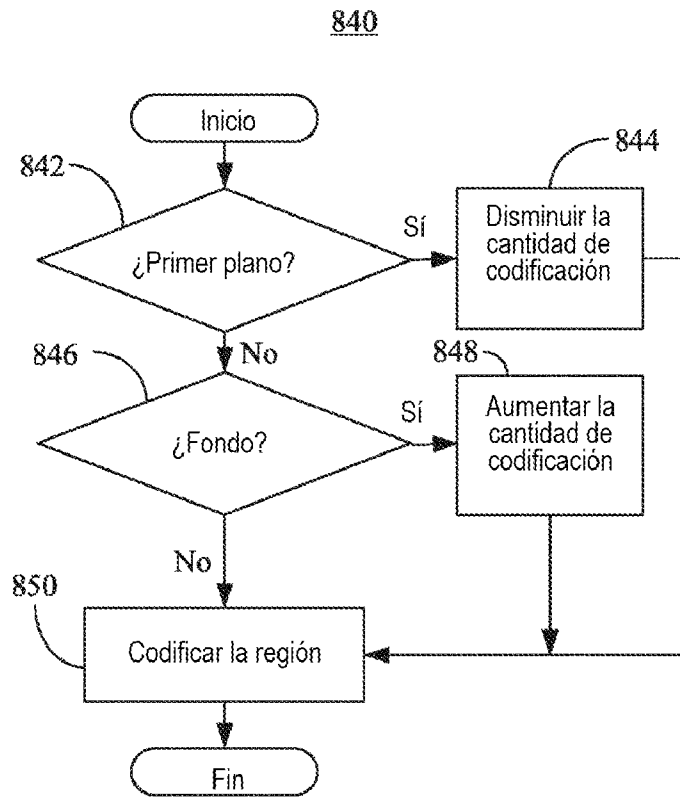 840
Inicio
842
¿Primer plano?
Sí
844
Disminuir la
cantidad de
codificación
No
846
¿Fondo?
Sí
848
Aumentar la
cantidad de
codificación
No
850
Codificar la región
Fin